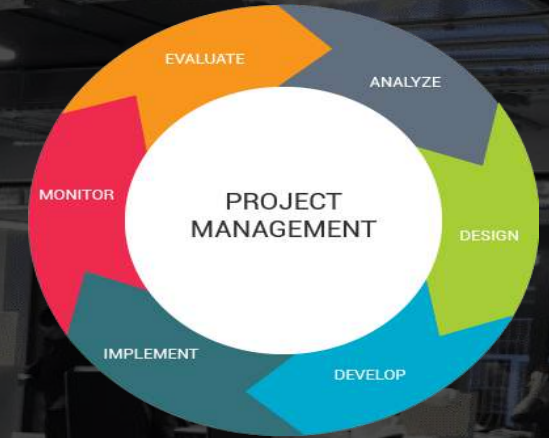 EVALUATE
ANALYZE
MONITOR
PROJECT
MANAGEMENT
DESIGN
IMPLEMENT
DEVELOP